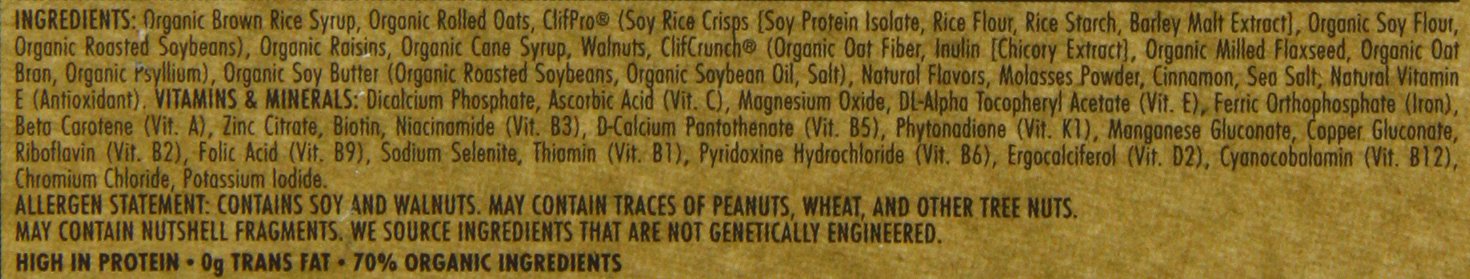 INGREDIENTS: Organic Brown Rice Syrup, Organic Rolled Oats, ClifPro® (Soy Rice Crisps [Soy Protein Isolate, Rice Flour, Rice Starch, Barley Malt Extract], Organic Soy Flour,
Organic Roasted Soybeans), Organic Raisins, Organic Cane Syrup, Walnuts, ClifCrunch® (Organic Oat Fiber, Inulin [Chicory Extract], Organic Milled Flaxseed, Organic Oat
Bran, Organic Psyllium), Organic Soy Butter (Organic Roasted Soybeans, Organic Soybean Oil, Salt), Natural Flavors, Molasses Powder, Cinnamon, Sea Salt, Natural Vitamin
E (Antioxidant). VITAMINS & MINERALS: Dicalcium Phosphate, Ascorbic Acid (Vit. C), Magnesium Oxide, DL-Alpha Tocopheryl Acetate (Vit. E), Ferric Orthophosphate (Iron),
Beta Carotene (Vit. A), Zinc Citrate, Biotin, Niacinamide (Vit. B3), D-Calcium Pantothenate (Vit. B5), Phytonadione (Vit. K1), Manganese Gluconate, Copper Gluconate,
Riboflavin (Vit. B2), Folic Acid (Vit. B9), Sodium Selenite, Thiamin (Vit. B1), Pyridoxine Hydrochloride (Vit. B6), Ergocalciferol (Vit. D2), Cyanocobalamin (Vit. B12),
Chromium Chloride, Potassium Iodide.
ALLERGEN STATEMENT: CONTAINS SOY AND WALNUTS. MAY CONTAIN TRACES OF PEANUTS, WHEAT, AND OTHER TREE NUTS.
MAY CONTAIN NUTSHELL FRAGMENTS. WE SOURCE INGREDIENTS THAT ARE NOT GENETICALLY ENGINEERED.
HIGH IN PROTEIN • 0g TRANS FAT • 70% ORGANIC INGREDIENTS